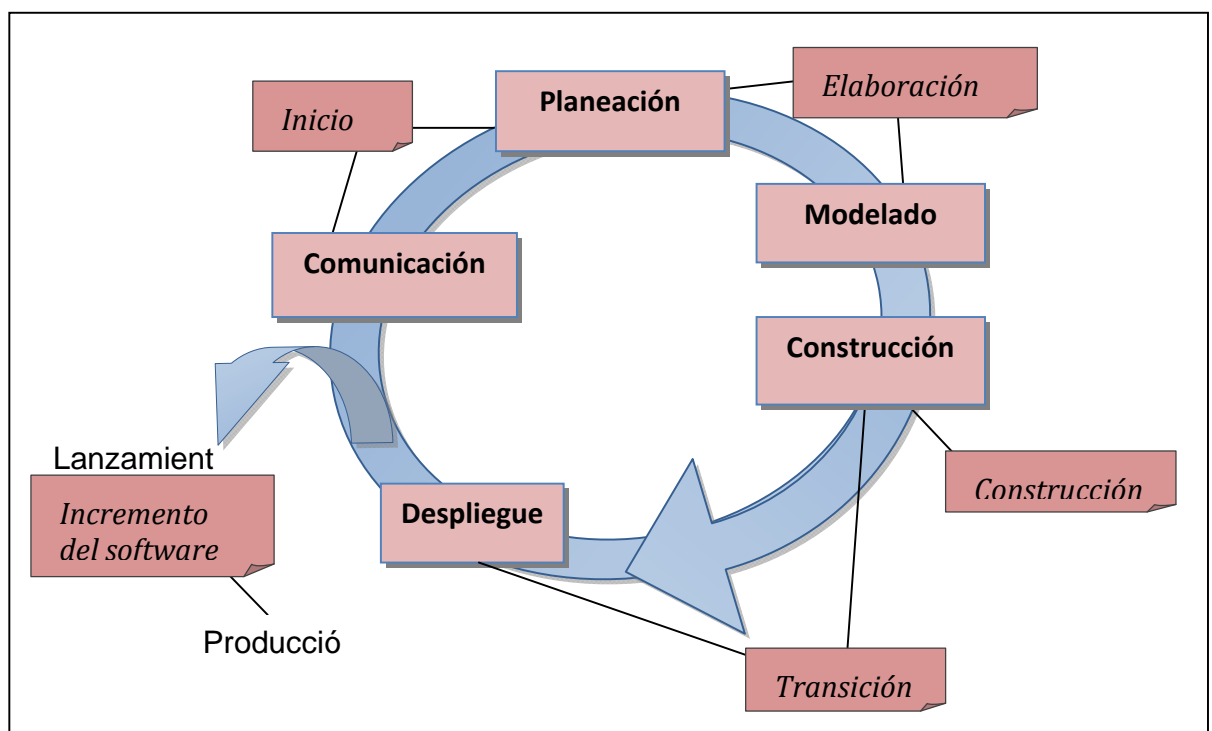 Planeación
Elaboración
Inicio
Modelado
Comunicación
Construcción
Lanzamient
Incremento
del software
Despliegue
Construcción
Producció
Transición